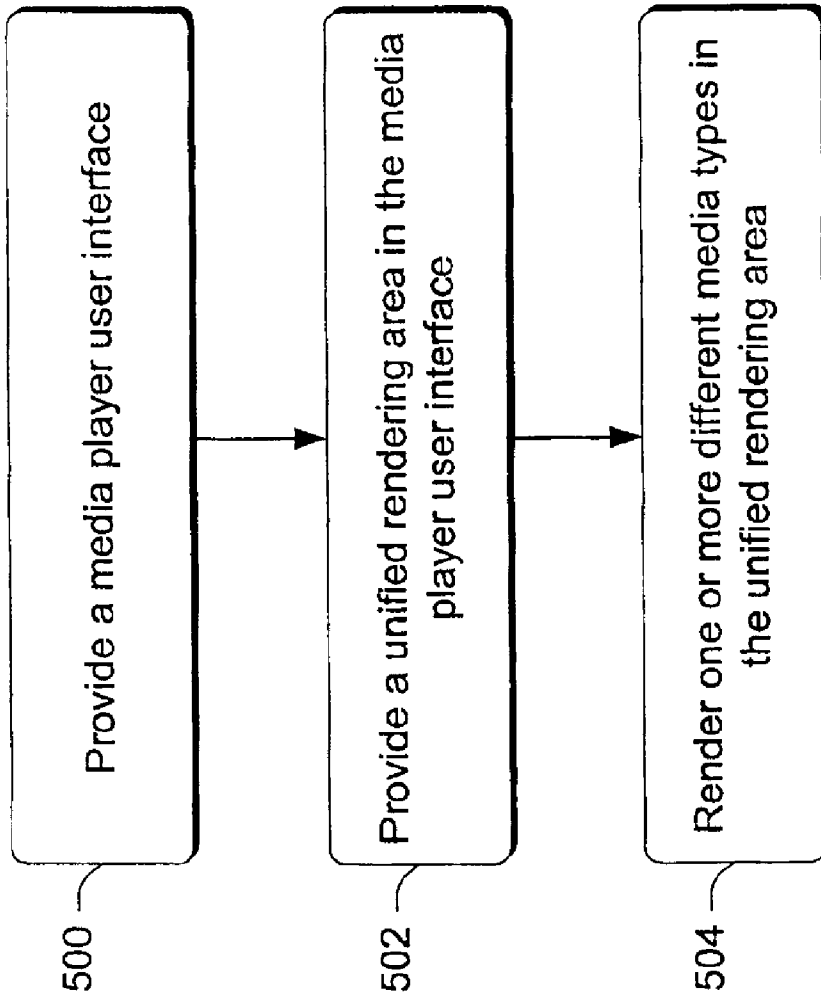 500
Provide a media player user interface
502
Provide a unified rendering area in the media
player user interface
504
Render one or more different media types in
the unified rendering area